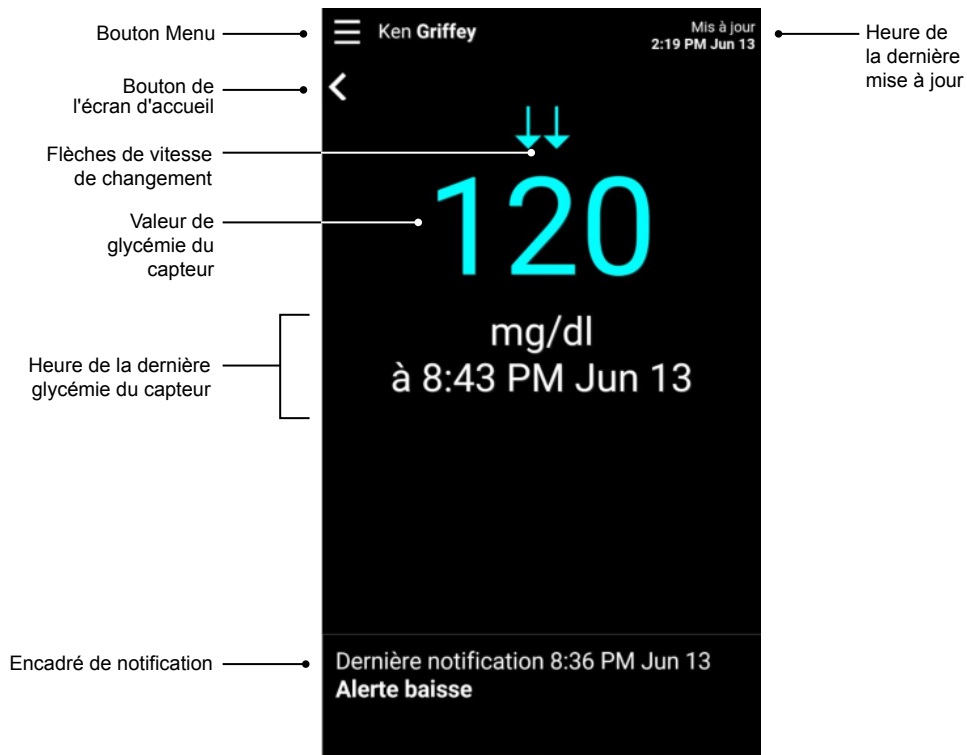 Bouton Menu
Ken Griffey
Mis à jour
2:19 PM Jun 13
Heure de
la dernière
mise à jour
Bouton de
l'écran d'accueil
Flèches de vitesse
de changement
Valeur de
glycémie du
capteur
120
mg/dl
à 8:43 PM Jun 13
Heure de la dernière
glycémie du capteur
Encadré de notification
Dernière notification 8:36 PM Jun 13
Alerte baisse